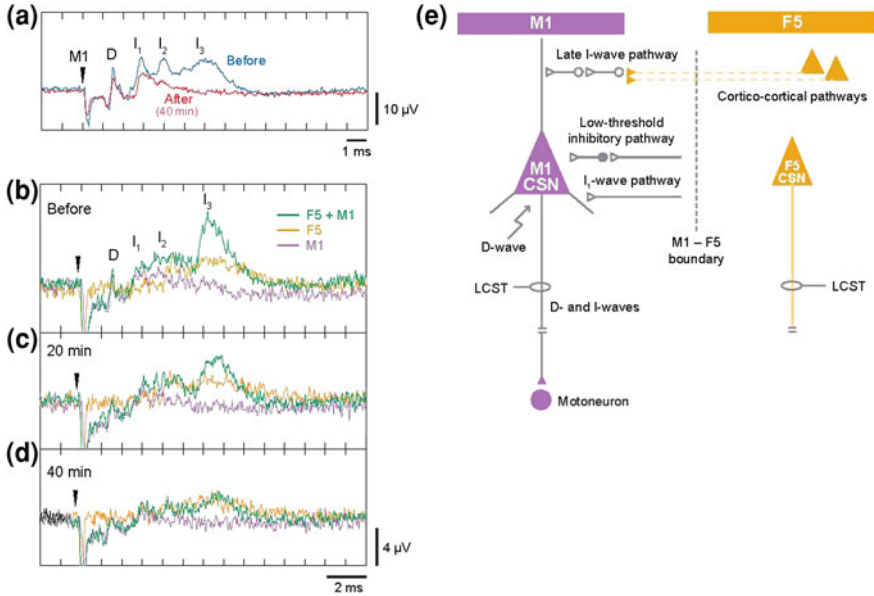 (a)
M1
D
I1
I2
I3
Before
After
(40 min)
10 µV
1 ms
(b)
Before
D
I1
I2
I3
F5 + M1
F5
M1
(c)
20 min
(d)
40 min
4 µV
2 ms
(e)
M1
F5
Late I-wave pathway
Cortico-cortical pathways
Low-threshold
inhibitory pathway
M1
CSN
I1-wave pathway
F5
CSN
D-wave
M1 – F5
boundary
LCST
D- and I-waves
LCST
Motoneuron